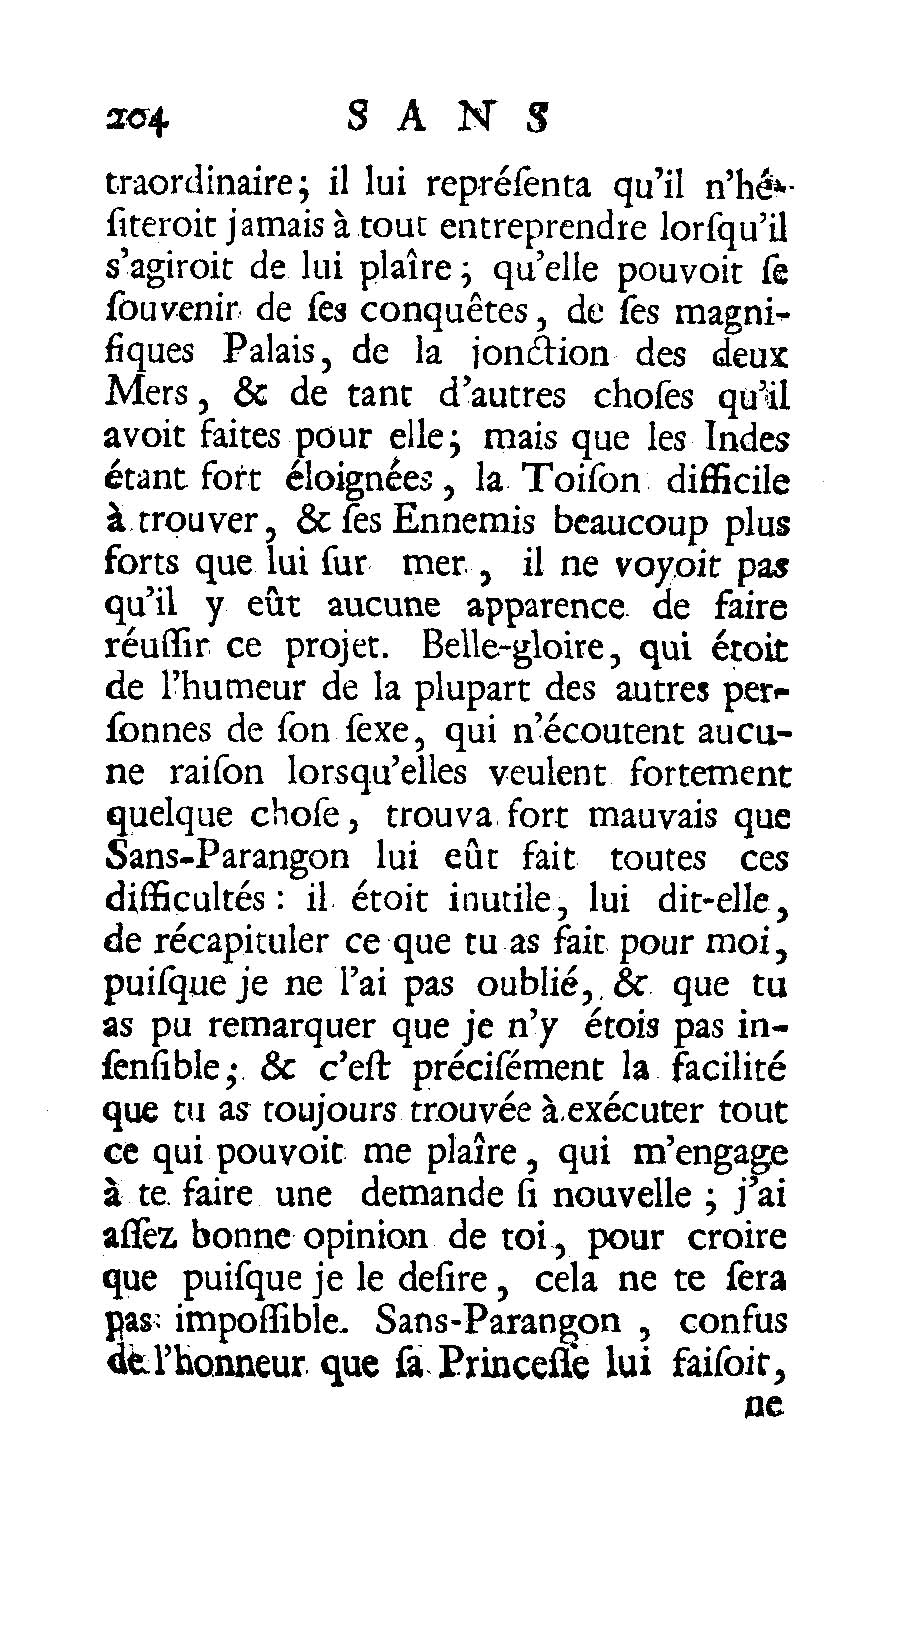 204 S A N S
traordinaire; il lui repréſenta qu'il n'hé-
ſiteroit jamais à tout entreprendre lorſqu'il
s'agiroit de lui plaîre; qu'elle pouvoit ſe
ſouvenir de ſes conquêtes, de ſes magni-
fiques Palais, de la jonction des deux
Mers, & de tant d'autres choſes qu'il
avoit faites pour elle; mais que les Indes
étant fort éloignées, la Toiſon difficile
à trouver, & ſes Ennemis beaucoup plus
forts que lui ſur mer, il ne voyoit pas
qu'il y eût aucune apparence de faire
réuſſir ce projet. Belle-gloire, qui étoit
de l'humeur de la plupart des autres per-
ſonnes de ſon ſexe, qui n'écoutent aucu-
ne raiſon lorsqu'elles veulent fortement
quelque choſe, trouva fort mauvais que
Sans-Parangon lui eût fait toutes ces
difficultés: il étoit inutile, lui dit-elle,
de récapituler ce que tu as fait pour moi,
puiſque je ne l'ai pas oublié, & que tu
as pu remarquer que je n'y étois pas in-
ſenſible; & c'eſt préciſément la facilité
que tu as toujours trouvée à exécuter tout
ce qui pouvoit me plaîre, qui m'engage
à te faire une demande ſi nouvelle; j'ai
aſſez bonne opinion de toi, pour croire
que puiſque je le deſire, cela ne te ſera
pas impoſſible. Sans-Parangon, confus
de l'honneur que ſa Princeſſe lui faiſoit,
ne